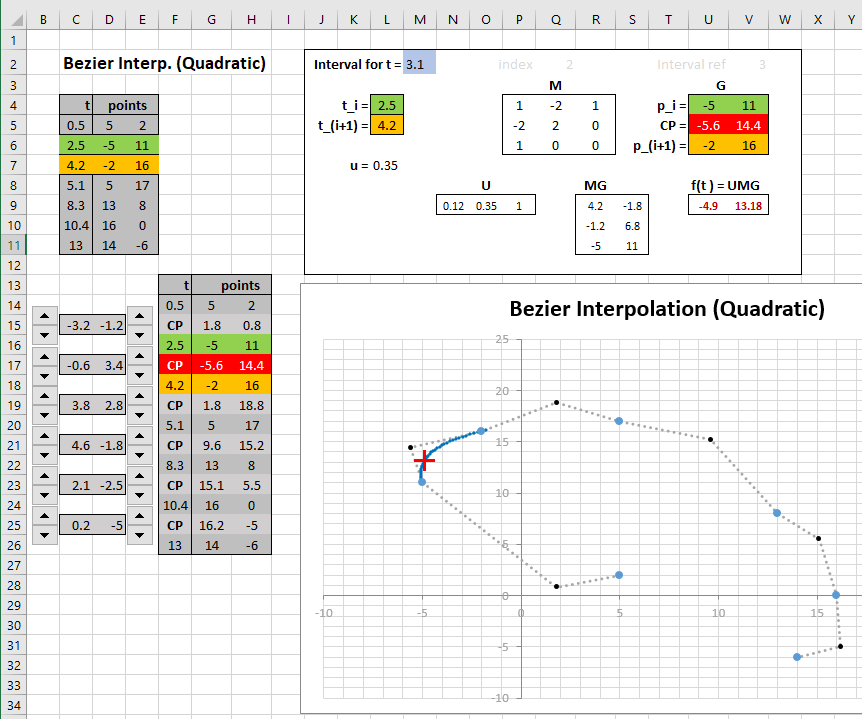 B C D E F G H I J K L M N O P Q R S T U V W X Y
1
2 Bezier Interp. (Quadratic) Interval for t = 3.1 index 2 Interval ref 3
3 M G
4 t points t_i = 2.5 1 -2 1 p_i = -5 11
5 0.5 5 2 t_(i+1) = 4.2 -2 2 0 CP = -5.6 14.4
6 2.5 -5 11 1 0 0 p_(i+1) = -2 16
7 4.2 -2 16 u = 0.35
8 5.1 5 17 U MG f(t ) = UMG
9 8.3 13 8 0.12 0.35 1 4.2 -1.8 -4.9 13.18
10 10.4 16 0 -1.2 6.8
11 13 14 -6 -5 11
12
13 t points
14 0.5 5 2 Bezier Interpolation (Quadratic)
15 -3.2 -1.2 CP 1.8 0.8
16 2.5 -5 11 25
17 -0.6 3.4 CP -5.6 14.4
18 4.2 -2 16 20
19 3.8 2.8 CP 1.8 18.8
20 5.1 5 17
21 4.6 -1.8 CP 9.6 15.2 15
22 8.3 13 8
23 2.1 -2.5 CP 15.1 5.5
24 10.4 16 0 10
25 0.2 -5 CP 16.2 -5
26 13 14 -6 5
27
28 0
29 -10 -5 0 5 10 15
30
31 -5
32
33
34 -10